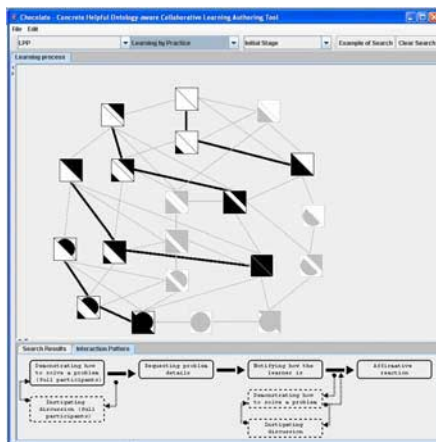 Chocolate - Concrete Helpful Ontology-aware Collaborative Learning Authoring Tool
File Edit
LPP Learning by Practice Initial Stage Example of Search Clear Search
Learning process
Search Results Interaction Pattern
Demonstrating how
to solve a problem
(full participants)
Requesting problem
details
Notifying how the
learner is
Affirmative
reaction
Instigating
discussion (full
participants)
Demonstrating how
to solve a problem
Instigating
discussion